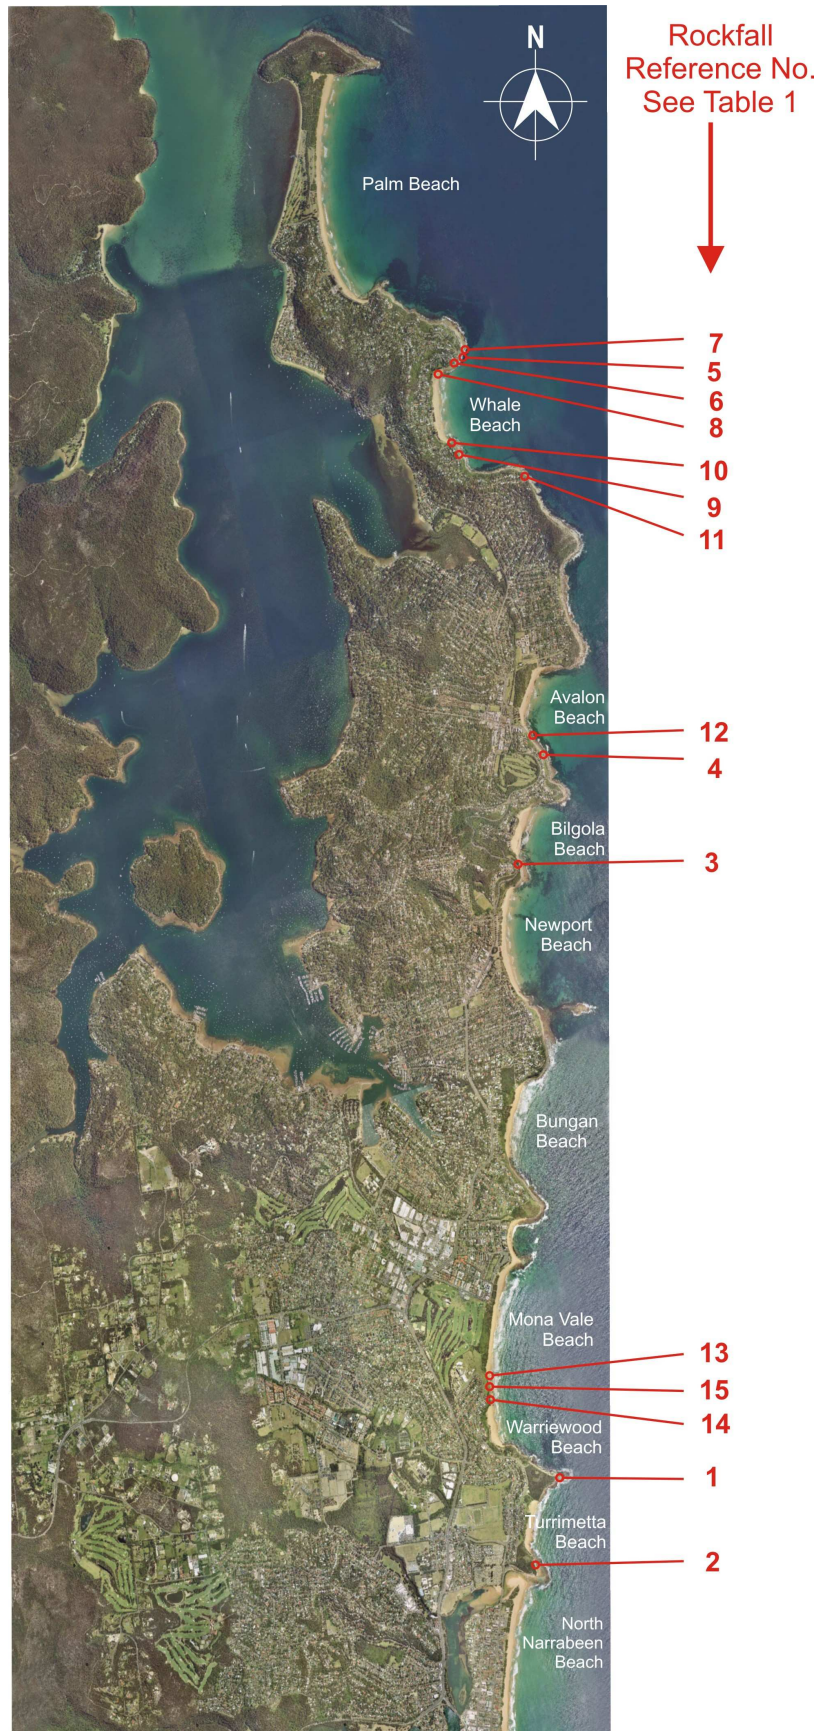 N
Rockfall
Reference No.
See Table 1
Palm Beach
7
5
6
8
Whale
Beach
10
9
11
Avalon
Beach
12
4
Bilgola
Beach
3
Newport
Beach
Bungan
Beach
Mona Vale
Beach
13
15
14
Warriewood
Beach
1
Turrimetta
Beach
2
North
Narrabeen
Beach